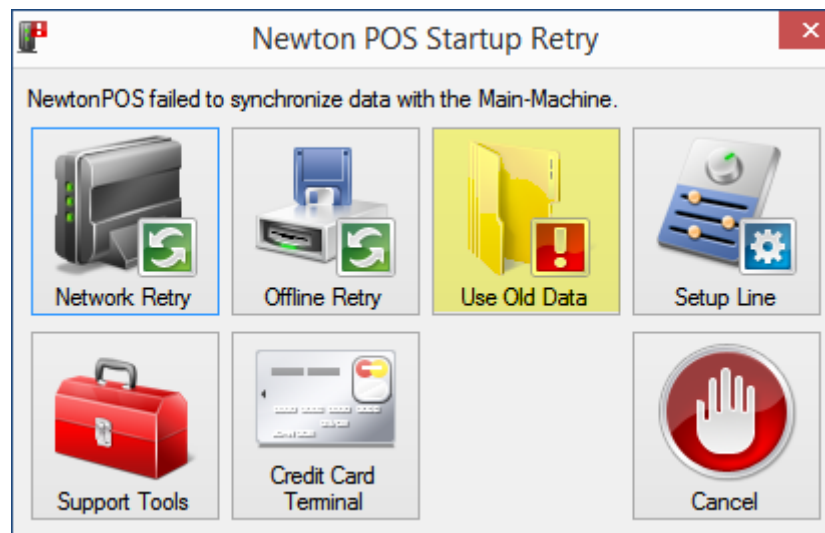 Newton POS Startup Retry
NewtonPOS failed to synchronize data with the Main-Machine.
Network Retry
Offline Retry
Use Old Data
Setup Line
Support Tools
Credit Card
Terminal
Cancel